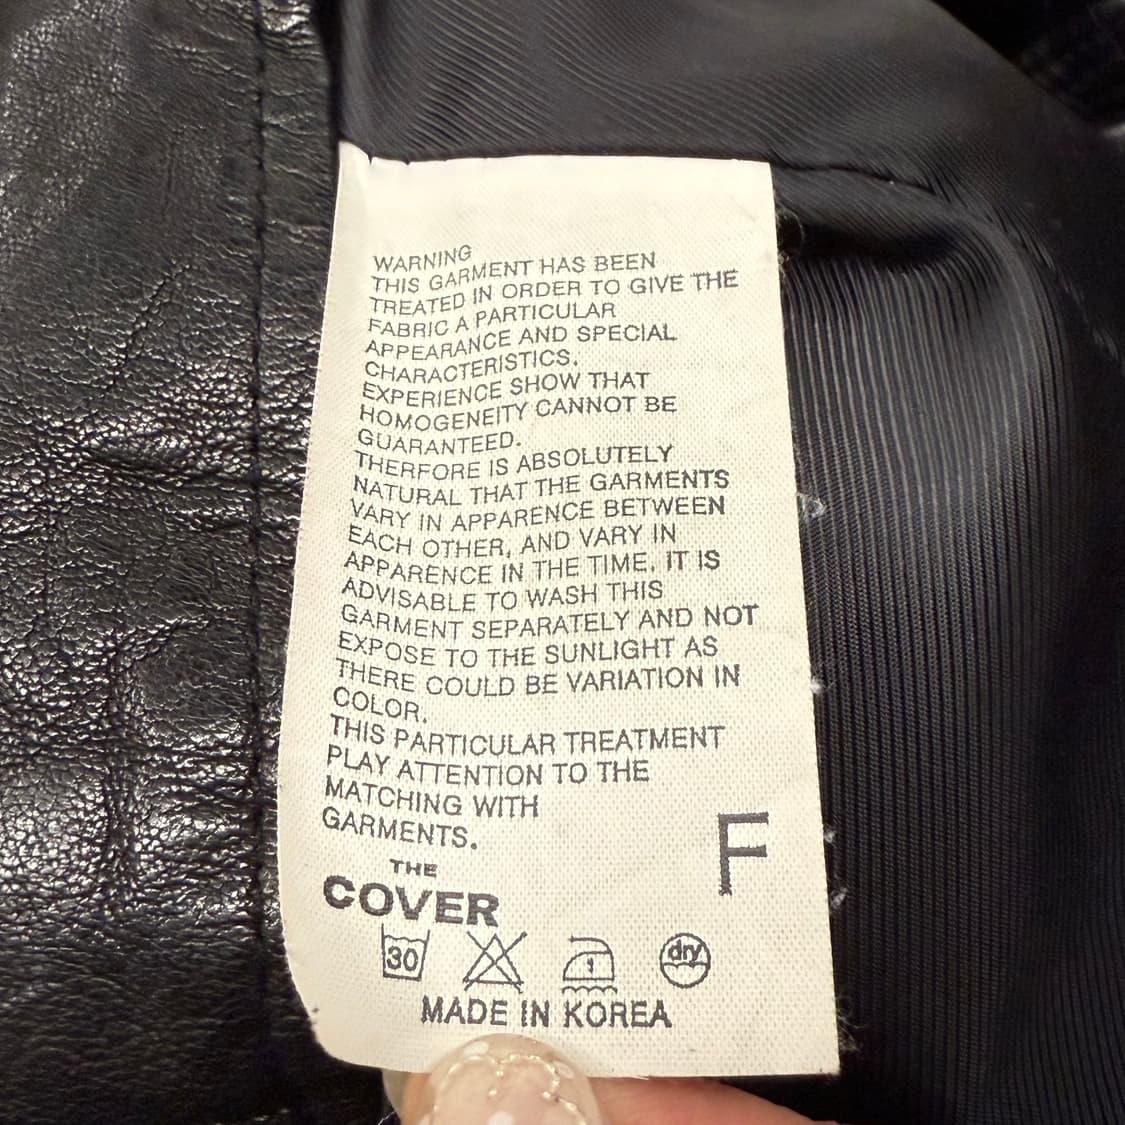 WARNING
THIS GARMENT HAS BEEN
TREATED IN ORDER TO GIVE THE
FABRIC A PARTICULAR
APPEARANCE AND SPECIAL
CHARACTERISTICS.
EXPERIENCE SHOW THAT
HOMOGENEITY CANNOT BE
GUARANTEED.
THERFORE IS ABSOLUTELY
NATURAL THAT THE GARMENTS
VARY IN APPARENCE BETWEEN
EACH OTHER, AND VARY IN
APPARENCE IN THE TIME. IT IS
ADVISABLE TO WASH THIS
GARMENT SEPARATELY AND NOT
EXPOSE TO THE SUNLIGHT AS
THERE COULD BE VARIATION IN
COLOR.
THIS PARTICULAR TREATMENT
PLAY ATTENTION TO THE
MATCHING WITH
GARMENTS.
F
THE
COVER
30 1 dry
MADE IN KOREA